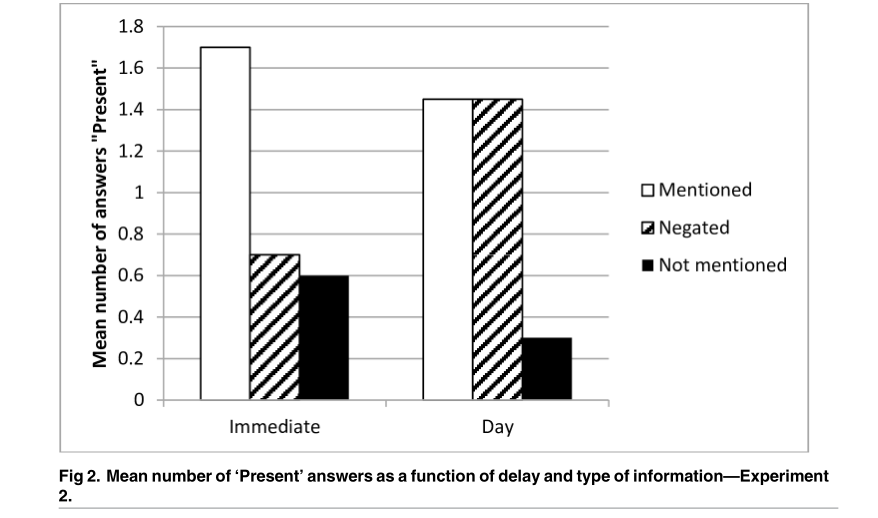 Mean number of answers "Present"
1.8
1.6
1.4
1.2
1
0.8
0.6
0.4
0.2
0
Immediate
Day
Mentioned
Negated
Not mentioned
Fig 2. Mean number of ‘Present’ answers as a function of delay and type of information—Experiment
2.